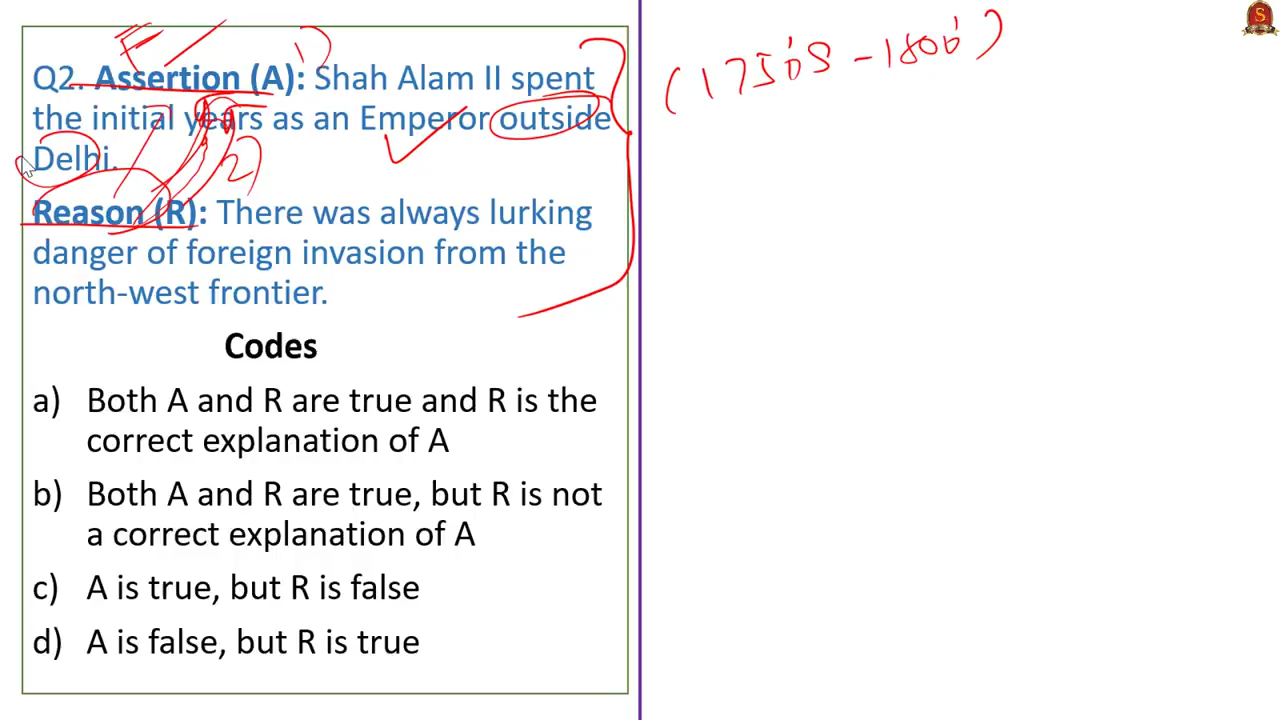 Q2. Assertion (A): Shah Alam II spent
the initial years as an Emperor outside
Delhi.
Reason (R): There was always lurking
danger of foreign invasion from the
north-west frontier.
Codes
a) Both A and R are true and R is the
correct explanation of A
b) Both A and R are true, but R is not
a correct explanation of A
c) A is true, but R is false
d) A is false, but R is true
1)
2)
(1750's - 1800')
S